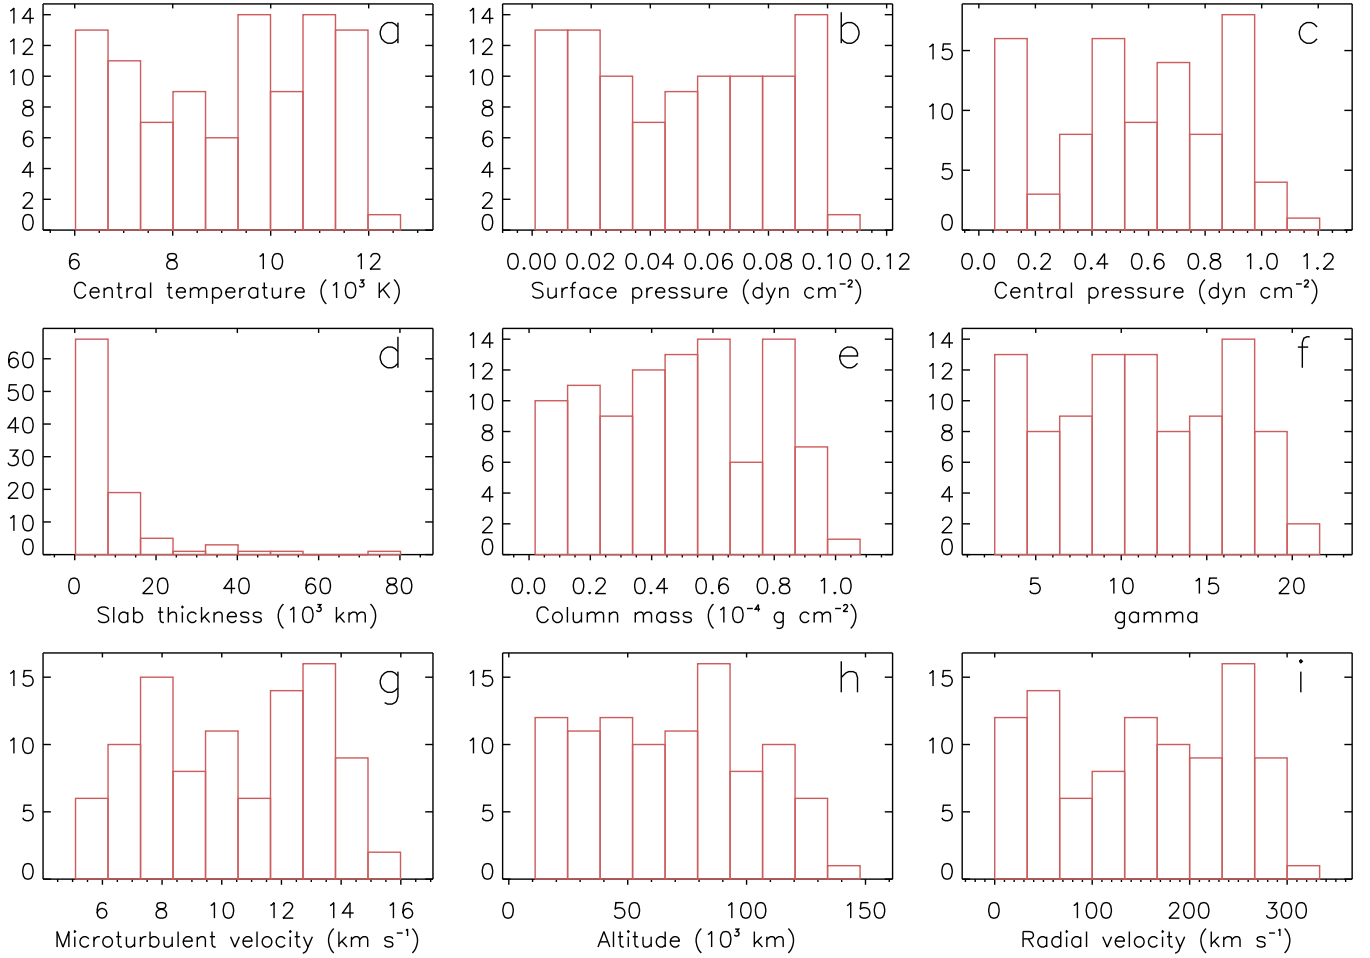 a
14
12
10
8
6
4
2
0
6 8 10 12
Central temperature (10³ K)
b
14
12
10
8
6
4
2
0
0.00 0.02 0.04 0.06 0.08 0.10 0.12
Surface pressure (dyn cm⁻²)
c
15
10
5
0
0.0 0.2 0.4 0.6 0.8 1.0 1.2
Central pressure (dyn cm⁻²)
d
60
50
40
30
20
10
0
0 20 40 60 80
Slab thickness (10³ km)
e
14
12
10
8
6
4
2
0
0.0 0.2 0.4 0.6 0.8 1.0
Column mass (10⁻⁴ g cm⁻²)
f
14
12
10
8
6
4
2
0
5 10 15 20
gamma
g
15
10
5
0
6 8 10 12 14 16
Microturbulent velocity (km s⁻¹)
h
15
10
5
0
0 50 100 150
Altitude (10³ km)
i
15
10
5
0
0 100 200 300
Radial velocity (km s⁻¹)